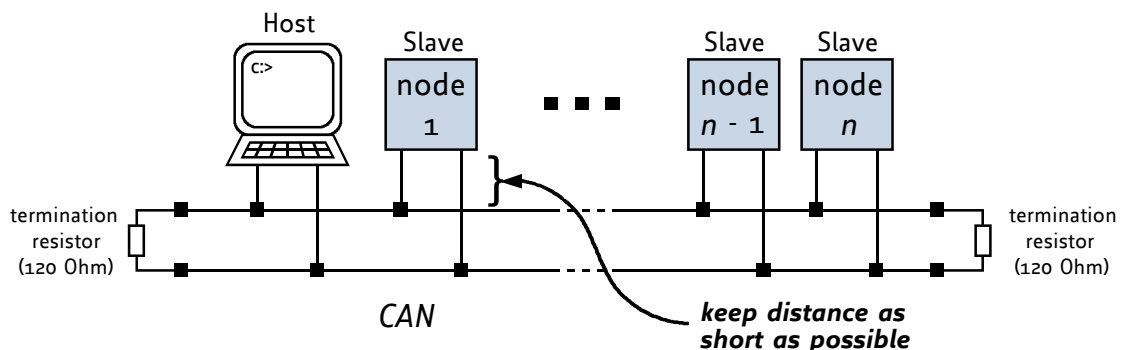 Host
C:>
Slave
node
1
Slave
node
n - 1
Slave
node
n
termination
resistor
(120 Ohm)
termination
resistor
(120 Ohm)
CAN
keep distance as
short as possible